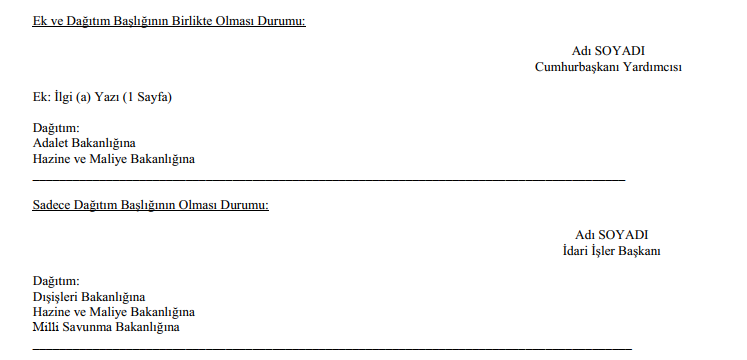 Ek ve Dağıtım Başlığının Birlikte Olması Durumu:
Adı SOYADI
Cumhurbaşkanı Yardımcısı
Ek: İlgi (a) Yazı (1 Sayfa)
Dağıtım:
Adalet Bakanlığına
Hazine ve Maliye Bakanlığına
Sadece Dağıtım Başlığının Olması Durumu:
Adı SOYADI
İdari İşler Başkanı
Dağıtım:
Dışişleri Bakanlığına
Hazine ve Maliye Bakanlığına
Milli Savunma Bakanlığına